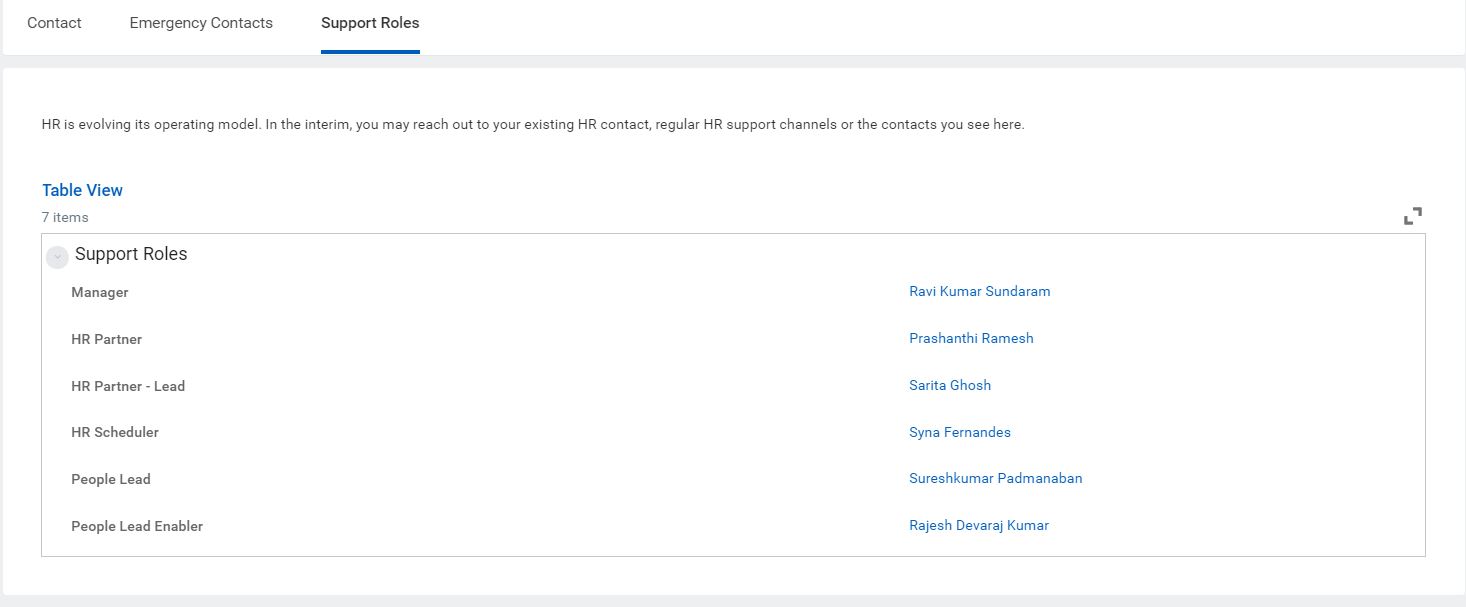 Contact Emergency Contacts Support Roles
HR is evolving its operating model. In the interim, you may reach out to your existing HR contact, regular HR support channels or the contacts you see here.
Table View
7 items
Support Roles
Manager Ravi Kumar Sundaram
HR Partner Prashanthi Ramesh
HR Partner - Lead Sarita Ghosh
HR Scheduler Syna Fernandes
People Lead Sureshkumar Padmanaban
People Lead Enabler Rajesh Devaraj Kumar